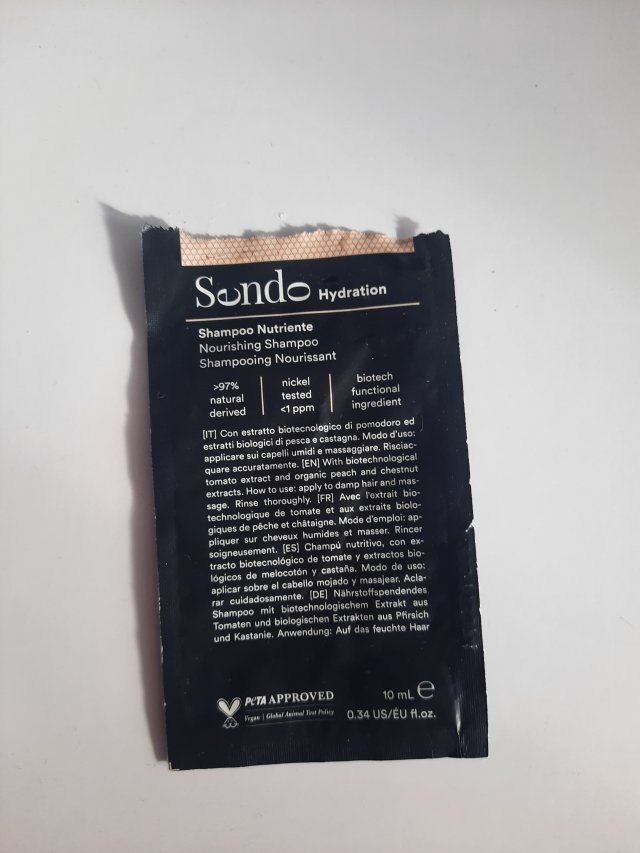 Sendo Hydration
Shampoo Nutriente
Nourishing Shampoo
Shampooing Nourissant
>97%
natural
derived
nickel
tested
<1 ppm
biotech
functional
ingredient
[IT] Con estratto biotecnologico di pomodoro ed
estratti biologici di pesca e castagna. Modo d'uso:
applicare sui capelli umidi e massaggiare. Risciac-
quare accuratamente. [EN] With biotechnological
tomato extract and organic peach and chestnut
extracts. How to use: apply to damp hair and mas-
sage. Rinse thoroughly. [FR] Avec l'extrait bio-
technologique de tomate et aux extraits biolo-
giques de pêche et châtaigne. Mode d'emploi: ap-
pliquer sur cheveux humides et masser. Rincer
soigneusement. [ES] Champú nutritivo, con ex-
tracto biotecnológico de tomate y extractos bio-
lógicos de melocotón y castaña. Modo de uso:
aplicar sobre el cabello mojado y masajear. Acla-
rar cuidadosamente. [DE] Nährstoffspendendes
Shampoo mit biotechnologischem Extrakt aus
Tomaten und biologischen Extrakten aus Pfirsich
und Kastanie. Anwendung: Auf das feuchte Haar
PETA APPROVED
Vegan | Global Animal Test Policy
10 mL e
0.34 US/EU fl.oz.